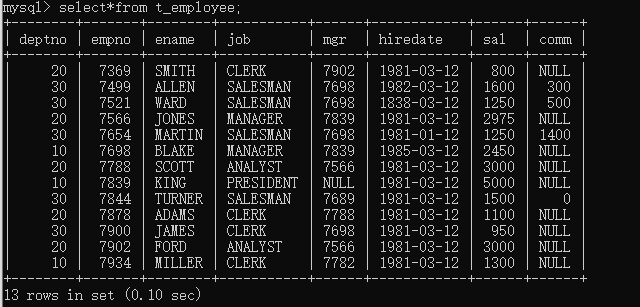 mysql> select*from t_employee;
+--------+-------+--------+-----------+------+------------+------+------+
| deptno | empno | ename | job | mgr | hiredate | sal | comm |
+--------+-------+--------+-----------+------+------------+------+------+
| 20 | 7369 | SMITH | CLERK | 7902 | 1981-03-12 | 800 | NULL |
| 30 | 7499 | ALLEN | SALESMAN | 7698 | 1982-03-12 | 1600 | 300 |
| 30 | 7521 | WARD | SALESMAN | 7698 | 1838-03-12 | 1250 | 500 |
| 20 | 7566 | JONES | MANAGER | 7839 | 1981-03-12 | 2975 | NULL |
| 30 | 7654 | MARTIN | SALESMAN | 7698 | 1981-01-12 | 1250 | 1400 |
| 10 | 7698 | BLAKE | MANAGER | 7839 | 1985-03-12 | 2450 | NULL |
| 20 | 7788 | SCOTT | ANALYST | 7566 | 1981-03-12 | 3000 | NULL |
| 10 | 7839 | KING | PRESIDENT | NULL | 1981-03-12 | 5000 | NULL |
| 30 | 7844 | TURNER | SALESMAN | 7689 | 1981-03-12 | 1500 | 0 |
| 20 | 7878 | ADAMS | CLERK | 7788 | 1981-03-12 | 1100 | NULL |
| 30 | 7900 | JAMES | CLERK | 7698 | 1981-03-12 | 950 | NULL |
| 20 | 7902 | FORD | ANALYST | 7566 | 1981-03-12 | 3000 | NULL |
| 10 | 7934 | MILLER | CLERK | 7782 | 1981-03-12 | 1300 | NULL |
+--------+-------+--------+-----------+------+------------+------+------+
13 rows in set (0.10 sec)